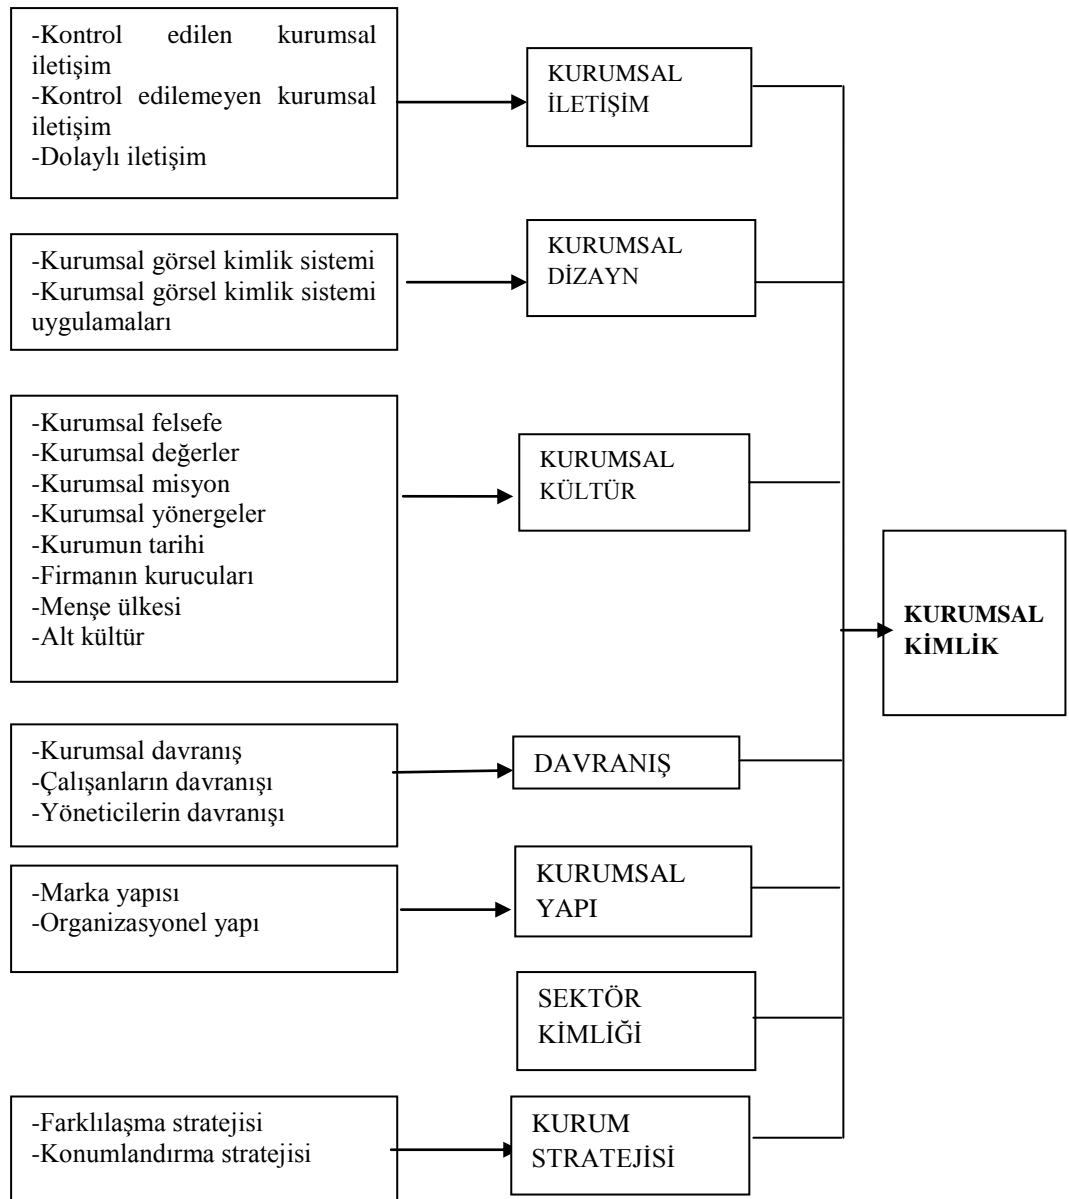 -Kontrol edilen kurumsal
iletişim
-Kontrol edilemeyen kurumsal
iletişim
-Dolaylı iletişim
KURUMSAL
İLETİŞİM
-Kurumsal görsel kimlik sistemi
-Kurumsal görsel kimlik sistemi
uygulamaları
KURUMSAL
DİZAYN
-Kurumsal felsefe
-Kurumsal değerler
-Kurumsal misyon
-Kurumsal yönergeler
-Kurumun tarihi
-Firmanın kurucuları
-Menşe ülkesi
-Alt kültür
KURUMSAL
KÜLTÜR
KURUMSAL
KİMLİK
-Kurumsal davranış
-Çalışanların davranışı
-Yöneticilerin davranışı
DAVRANIŞ
-Marka yapısı
-Organizasyonel yapı
KURUMSAL
YAPI
SEKTÖR
KİMLİĞİ
-Farklılaşma stratejisi
-Konumlandırma stratejisi
KURUM
STRATEJİSİ